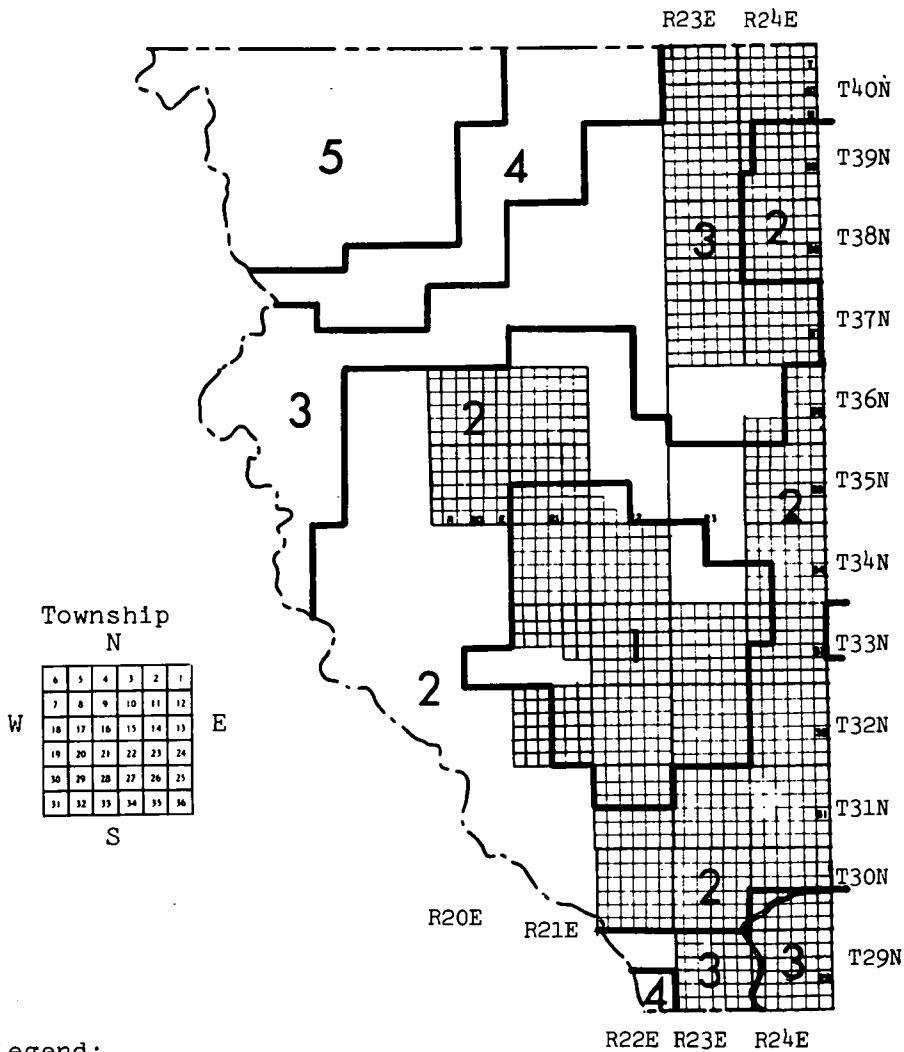 R23E R24E
T40N
T39N
T38N
T37N
T36N
T35N
T34N
T33N
T32N
T31N
T30N
T29N
5
4
3
2
3
2
2
2
1
2
3
3
4
R20E
R21E
R22E R23E R24E
Township
N
W
E
S
6 5 4 3 2 1
7 8 9 10 11 12
18 17 16 15 14 13
19 20 21 22 23 24
30 29 28 27 26 25
31 32 33 34 35 36
egend: